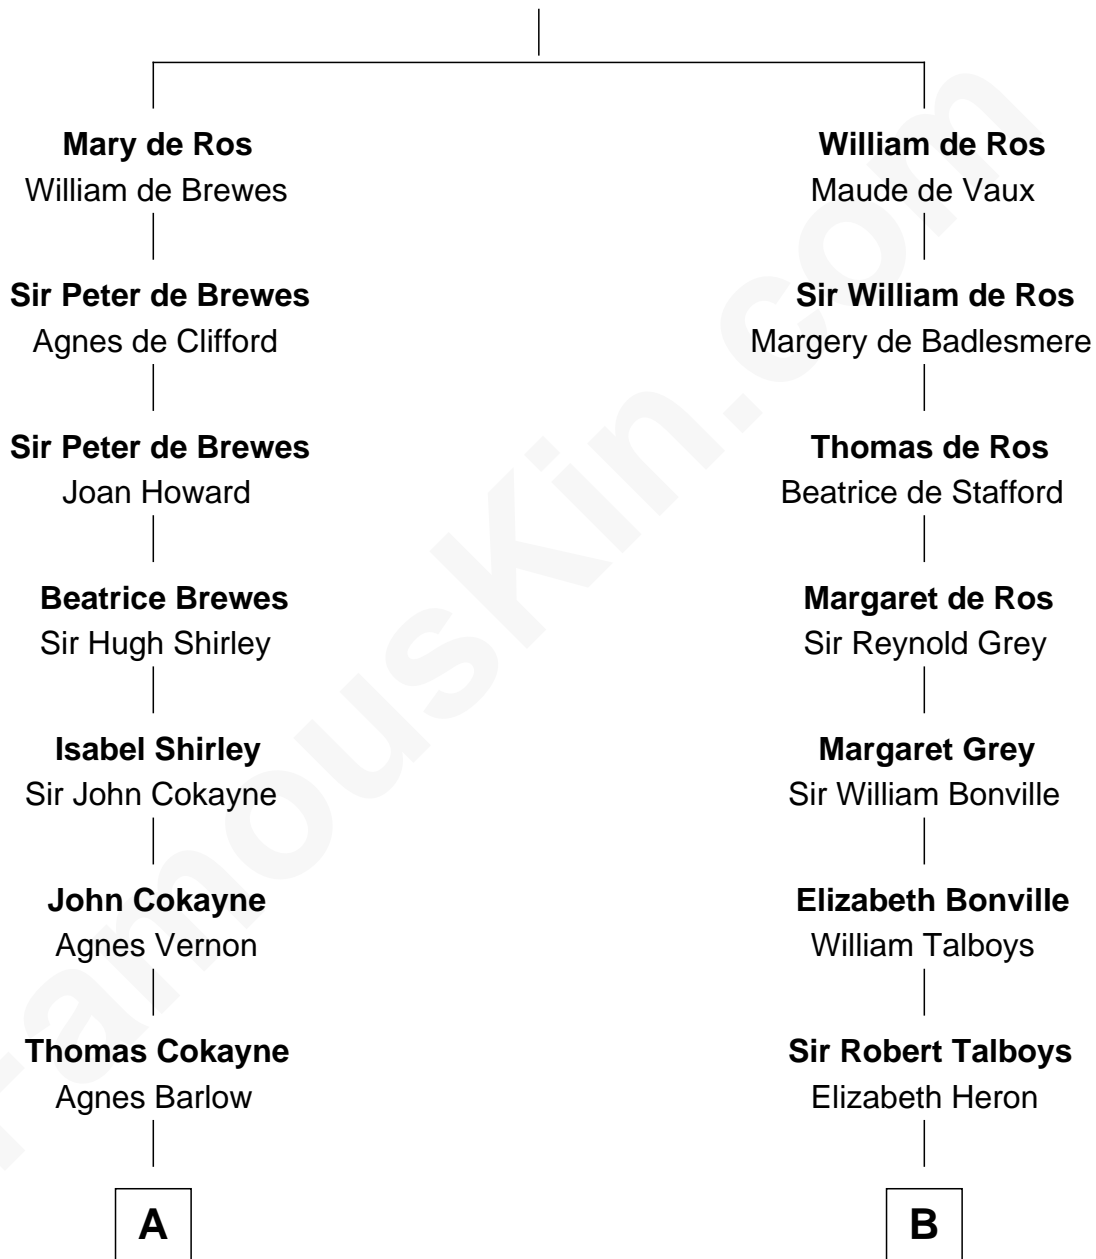 Mary de Ros
William de Brewes
Sir Peter de Brewes
Agnes de Clifford
Sir Peter de Brewes
Joan Howard
Beatrice Brewes
Sir Hugh Shirley
Isabel Shirley
Sir John Cokayne
John Cokayne
Agnes Vernon
Thomas Cokayne
Agnes Barlow
A
William de Ros
Maude de Vaux
Sir William de Ros
Margery de Badlesmere
Thomas de Ros
Beatrice de Stafford
Margaret de Ros
Sir Reynold Grey
Margaret Grey
Sir William Bonville
Elizabeth Bonville
William Talboys
Sir Robert Talboys
Elizabeth Heron
B
FamousKin.com